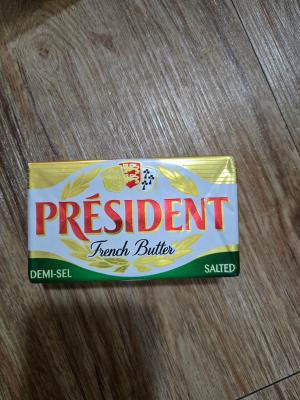 PRÉSIDENT
French Butter
DEMI-SEL SALTED